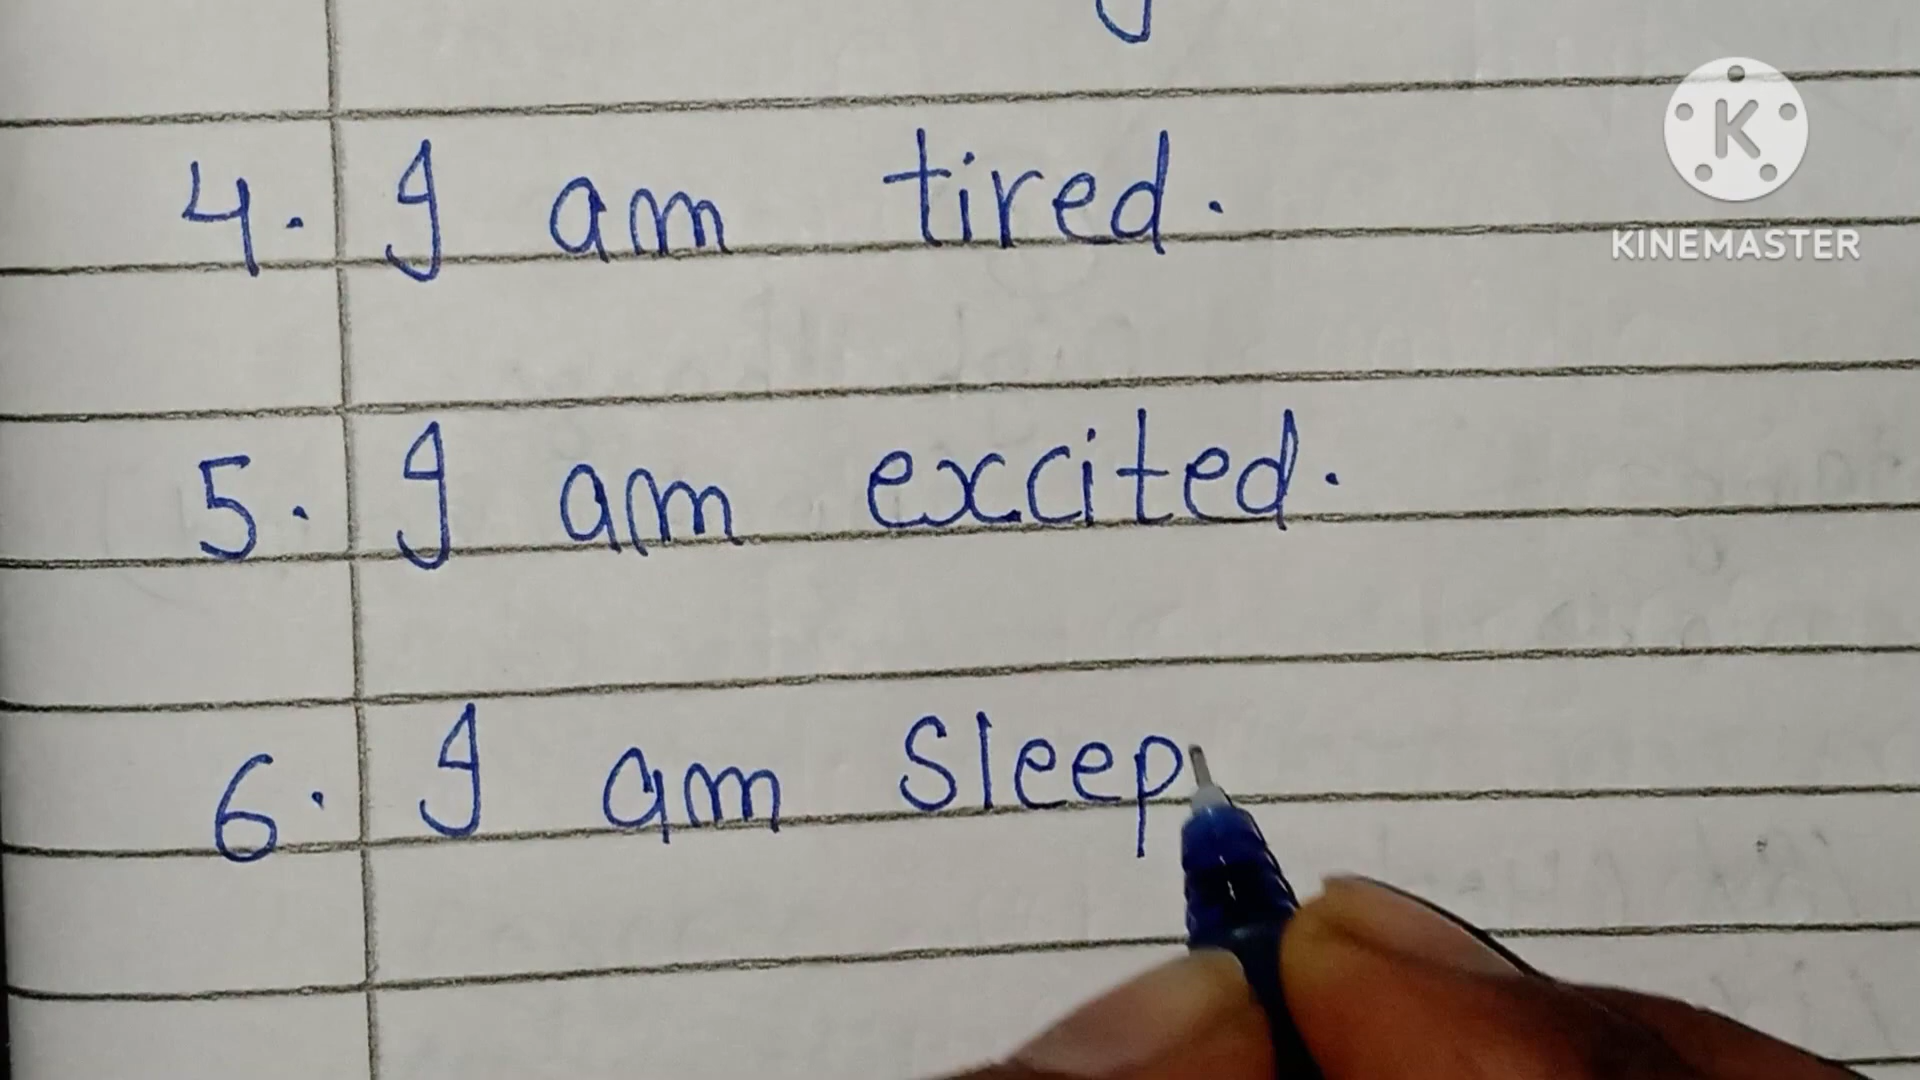 4. I am tired.
K
KINEMASTER
5. I am excited.
6. I am sleep